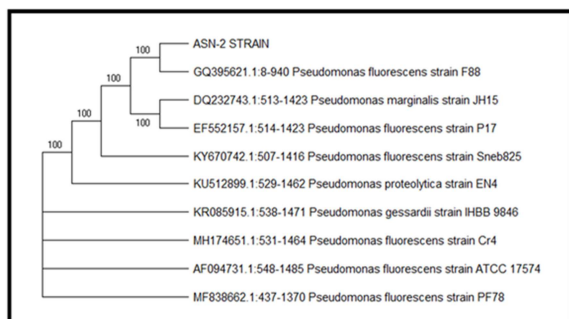 ASN-2 STRAIN
100
GQ395621.1:8-940 Pseudomonas fluorescens strain F88
100
DQ232743.1:513-1423 Pseudomonas marginalis strain JH15
100
100
EF552157.1:514-1423 Pseudomonas fluorescens strain P17
100
KY670742.1:507-1416 Pseudomonas fluorescens strain Sneb825
KU512899.1:529-1462 Pseudomonas proteolytica strain EN4
KR085915.1:538-1471 Pseudomonas gessardii strain IHBB 9846
MH174651.1:531-1464 Pseudomonas fluorescens strain Cr4
AF094731.1:548-1485 Pseudomonas fluorescens strain ATCC 17574
MF838662.1:437-1370 Pseudomonas fluorescens strain PF78